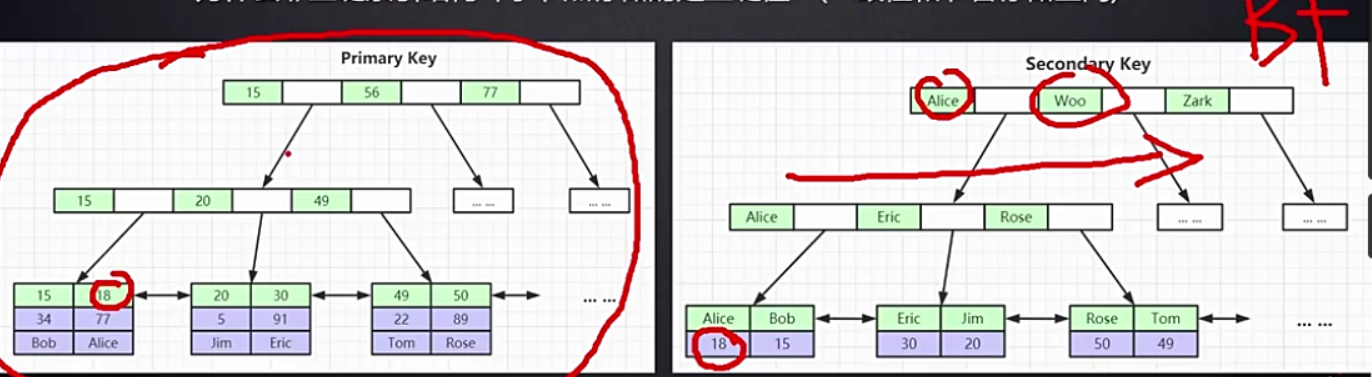 B+
Primary Key
15 56 77
15 20 49
... ...
... ...
15 18
34 77
Bob Alice
20 30
5 91
Jim Eric
49 50
22 89
Tom Rose
... ...
Secondary Key
Alice Woo Zark
Alice Eric Rose
... ...
... ...
Alice Bob
18 15
Eric Jim
30 20
Rose Tom
50 49
... ...